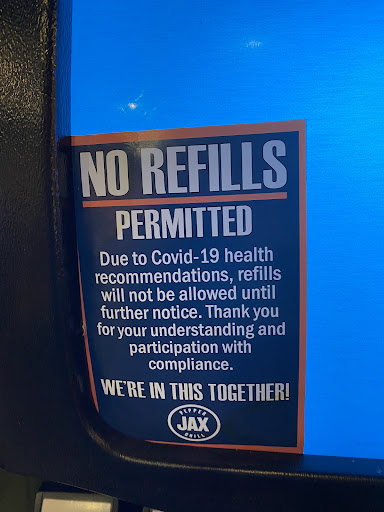 NO REFILLS
PERMITTED
Due to Covid-19 health
recommendations, refills
will not be allowed until
further notice. Thank you
for your understanding and
participation with
compliance.
WE'RE IN THIS TOGETHER!
PEPPER
JAX
GRILL